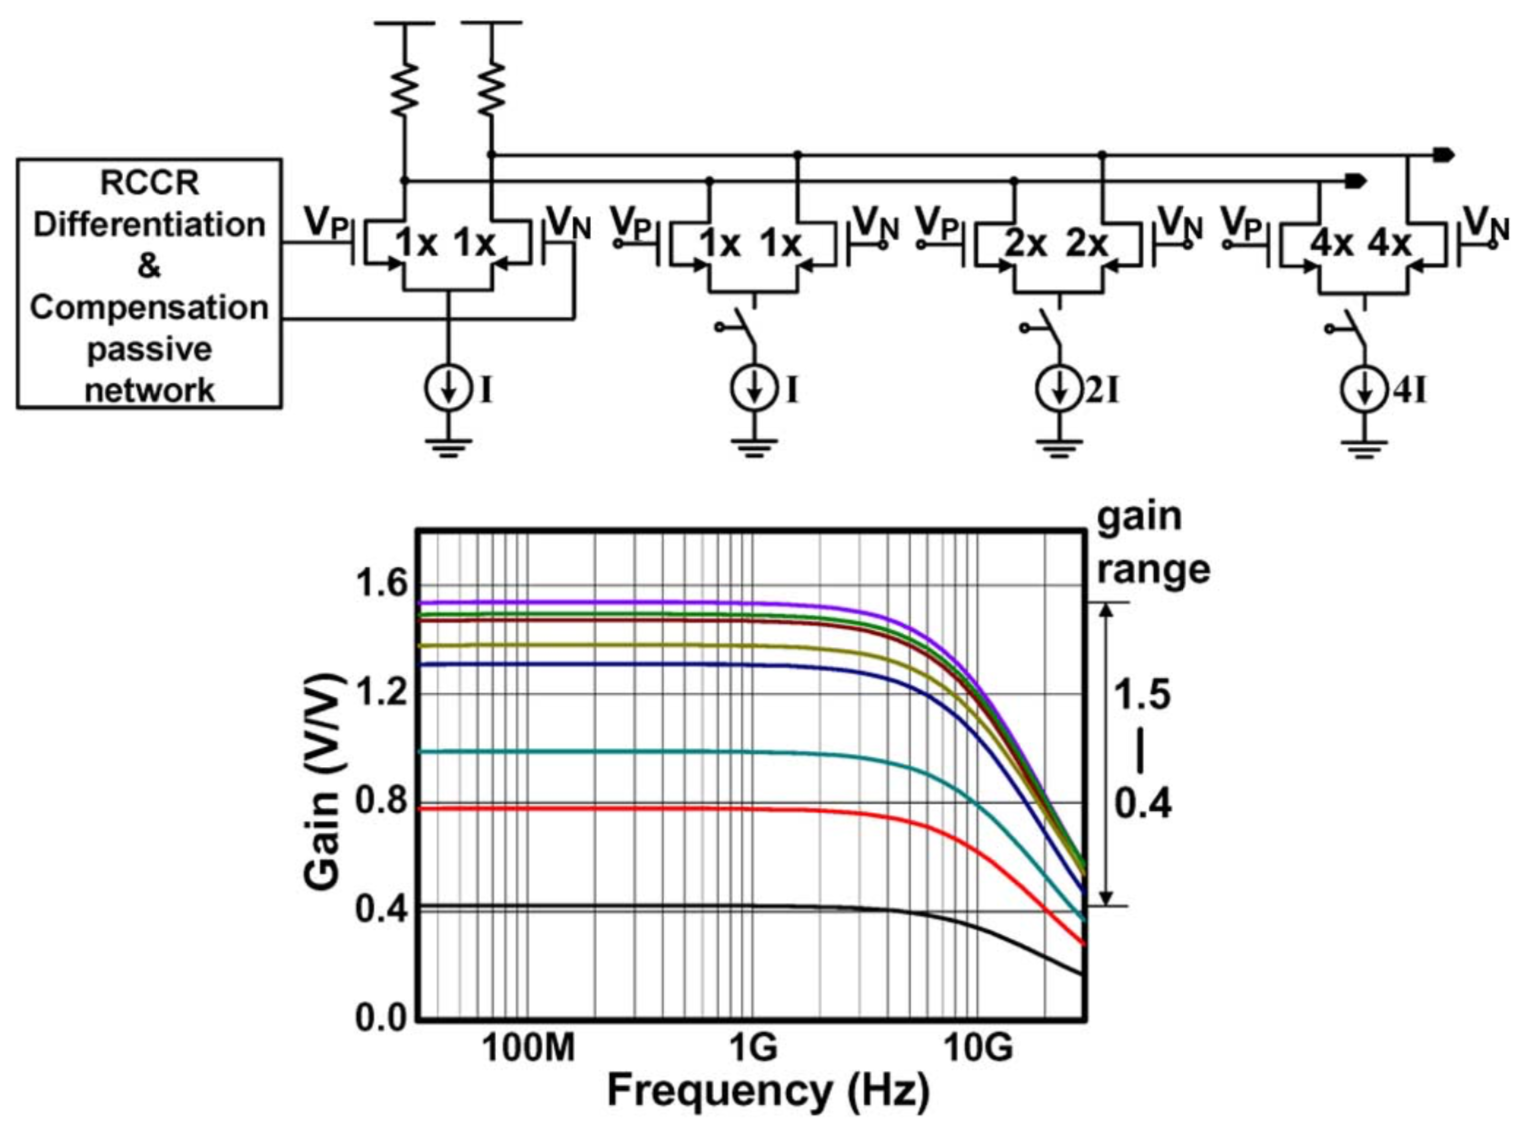 RCCR
Differentiation
&
Compensation
passive
network
VP 1x 1x VN VP 1x 1x VN VP 2x 2x VN VP 4x 4x VN
I I 2I 4I
gain
range
1.6
1.2
0.8
0.4
0.0
1.5
0.4
Gain (V/V)
100M 1G 10G
Frequency (Hz)